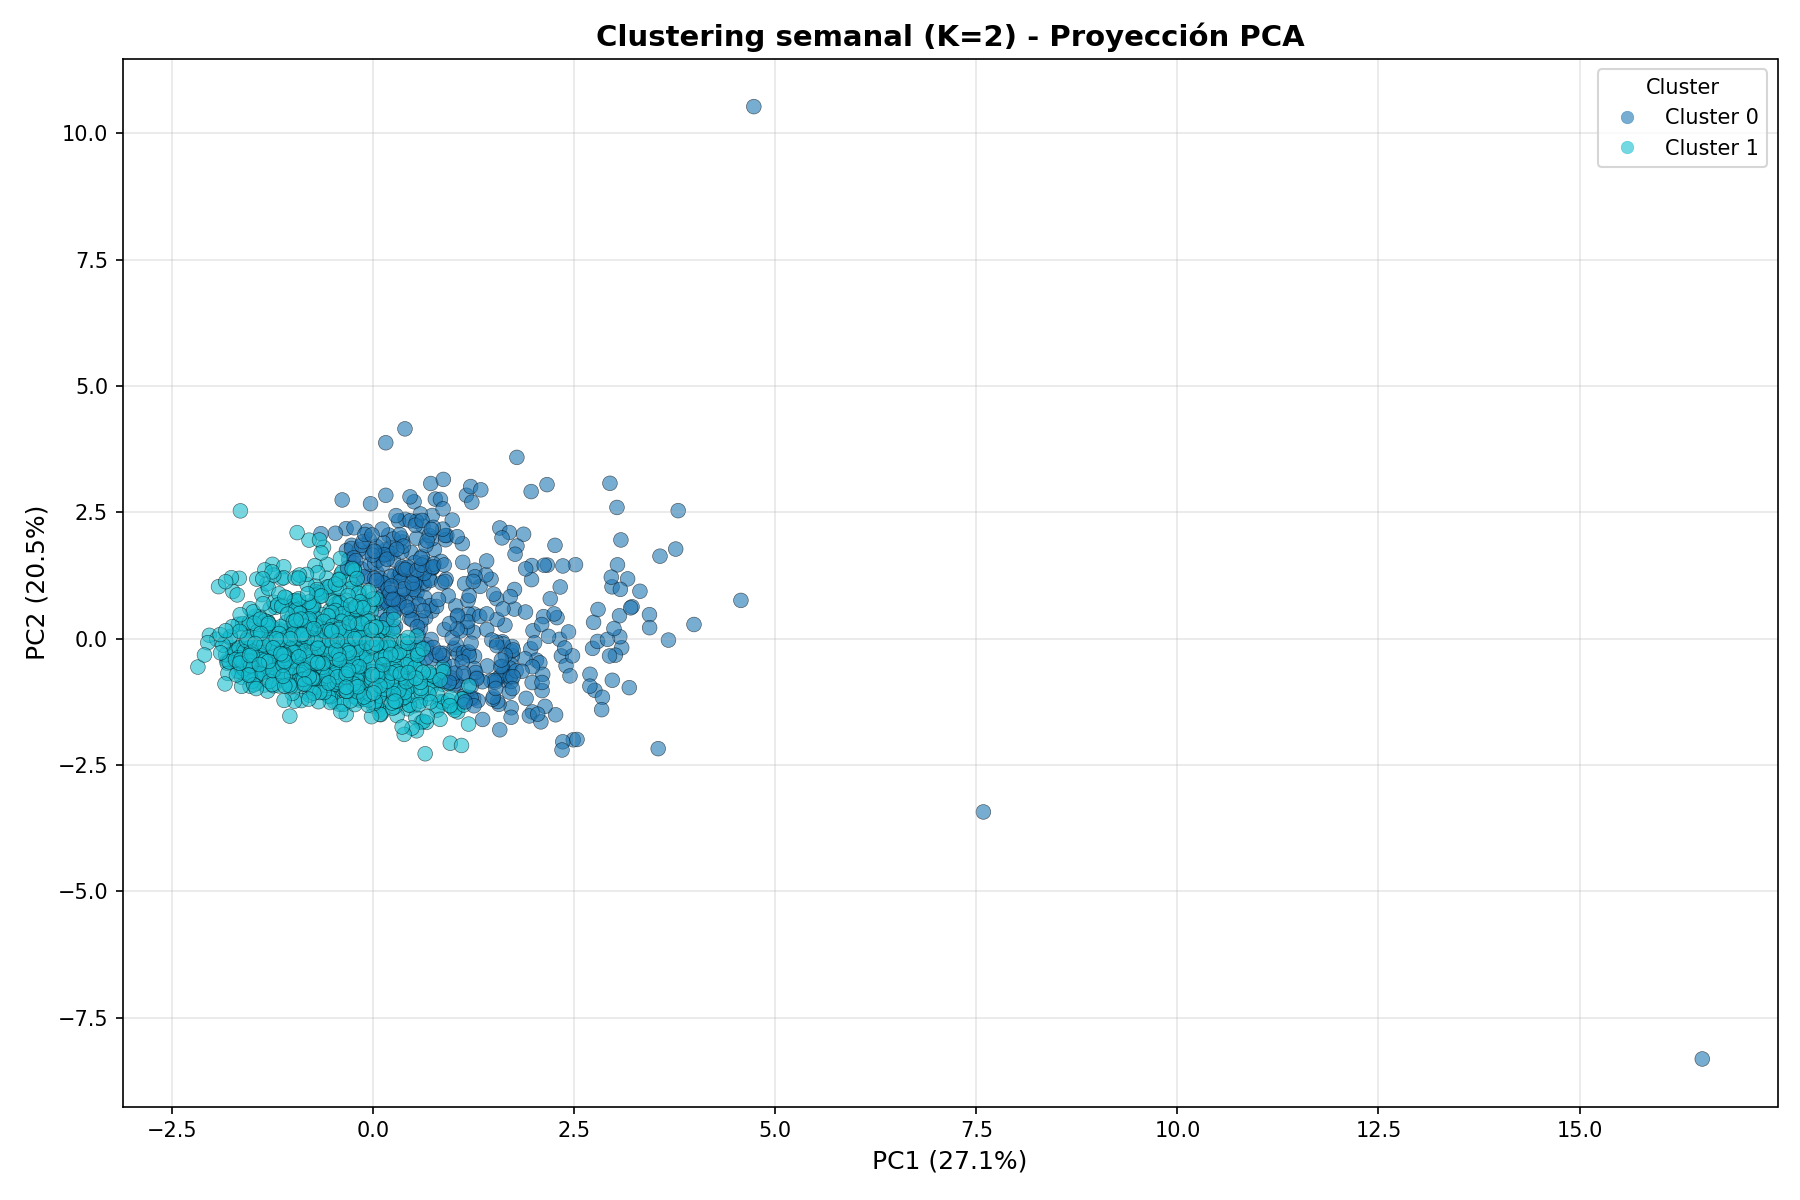 Clustering semanal (K=2) - Proyección PCA
Cluster
Cluster 0
Cluster 1
PC2 (20.5%)
10.0
7.5
5.0
2.5
0.0
−2.5
−5.0
−7.5
−2.5
0.0
2.5
5.0
7.5
10.0
12.5
15.0
PC1 (27.1%)